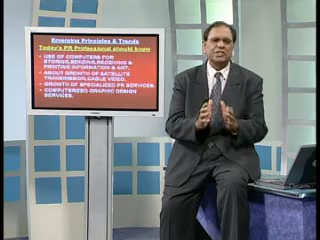 Emerging Principles & Trends
Today's PR Professional should know
• USE OF COMPUTERS FOR
STORING,SENDING,RECEIVING &
PRINTING INFORMATION & ART.
• ABOUT GROWTH OF SATELLITE
TRANSMISSION,CABLE VIDEO.
• GROWTH OF SPECIALIZED PR SERVICES.
• COMPUTERIZED GRAPHIC DESIGN
SERVICES.